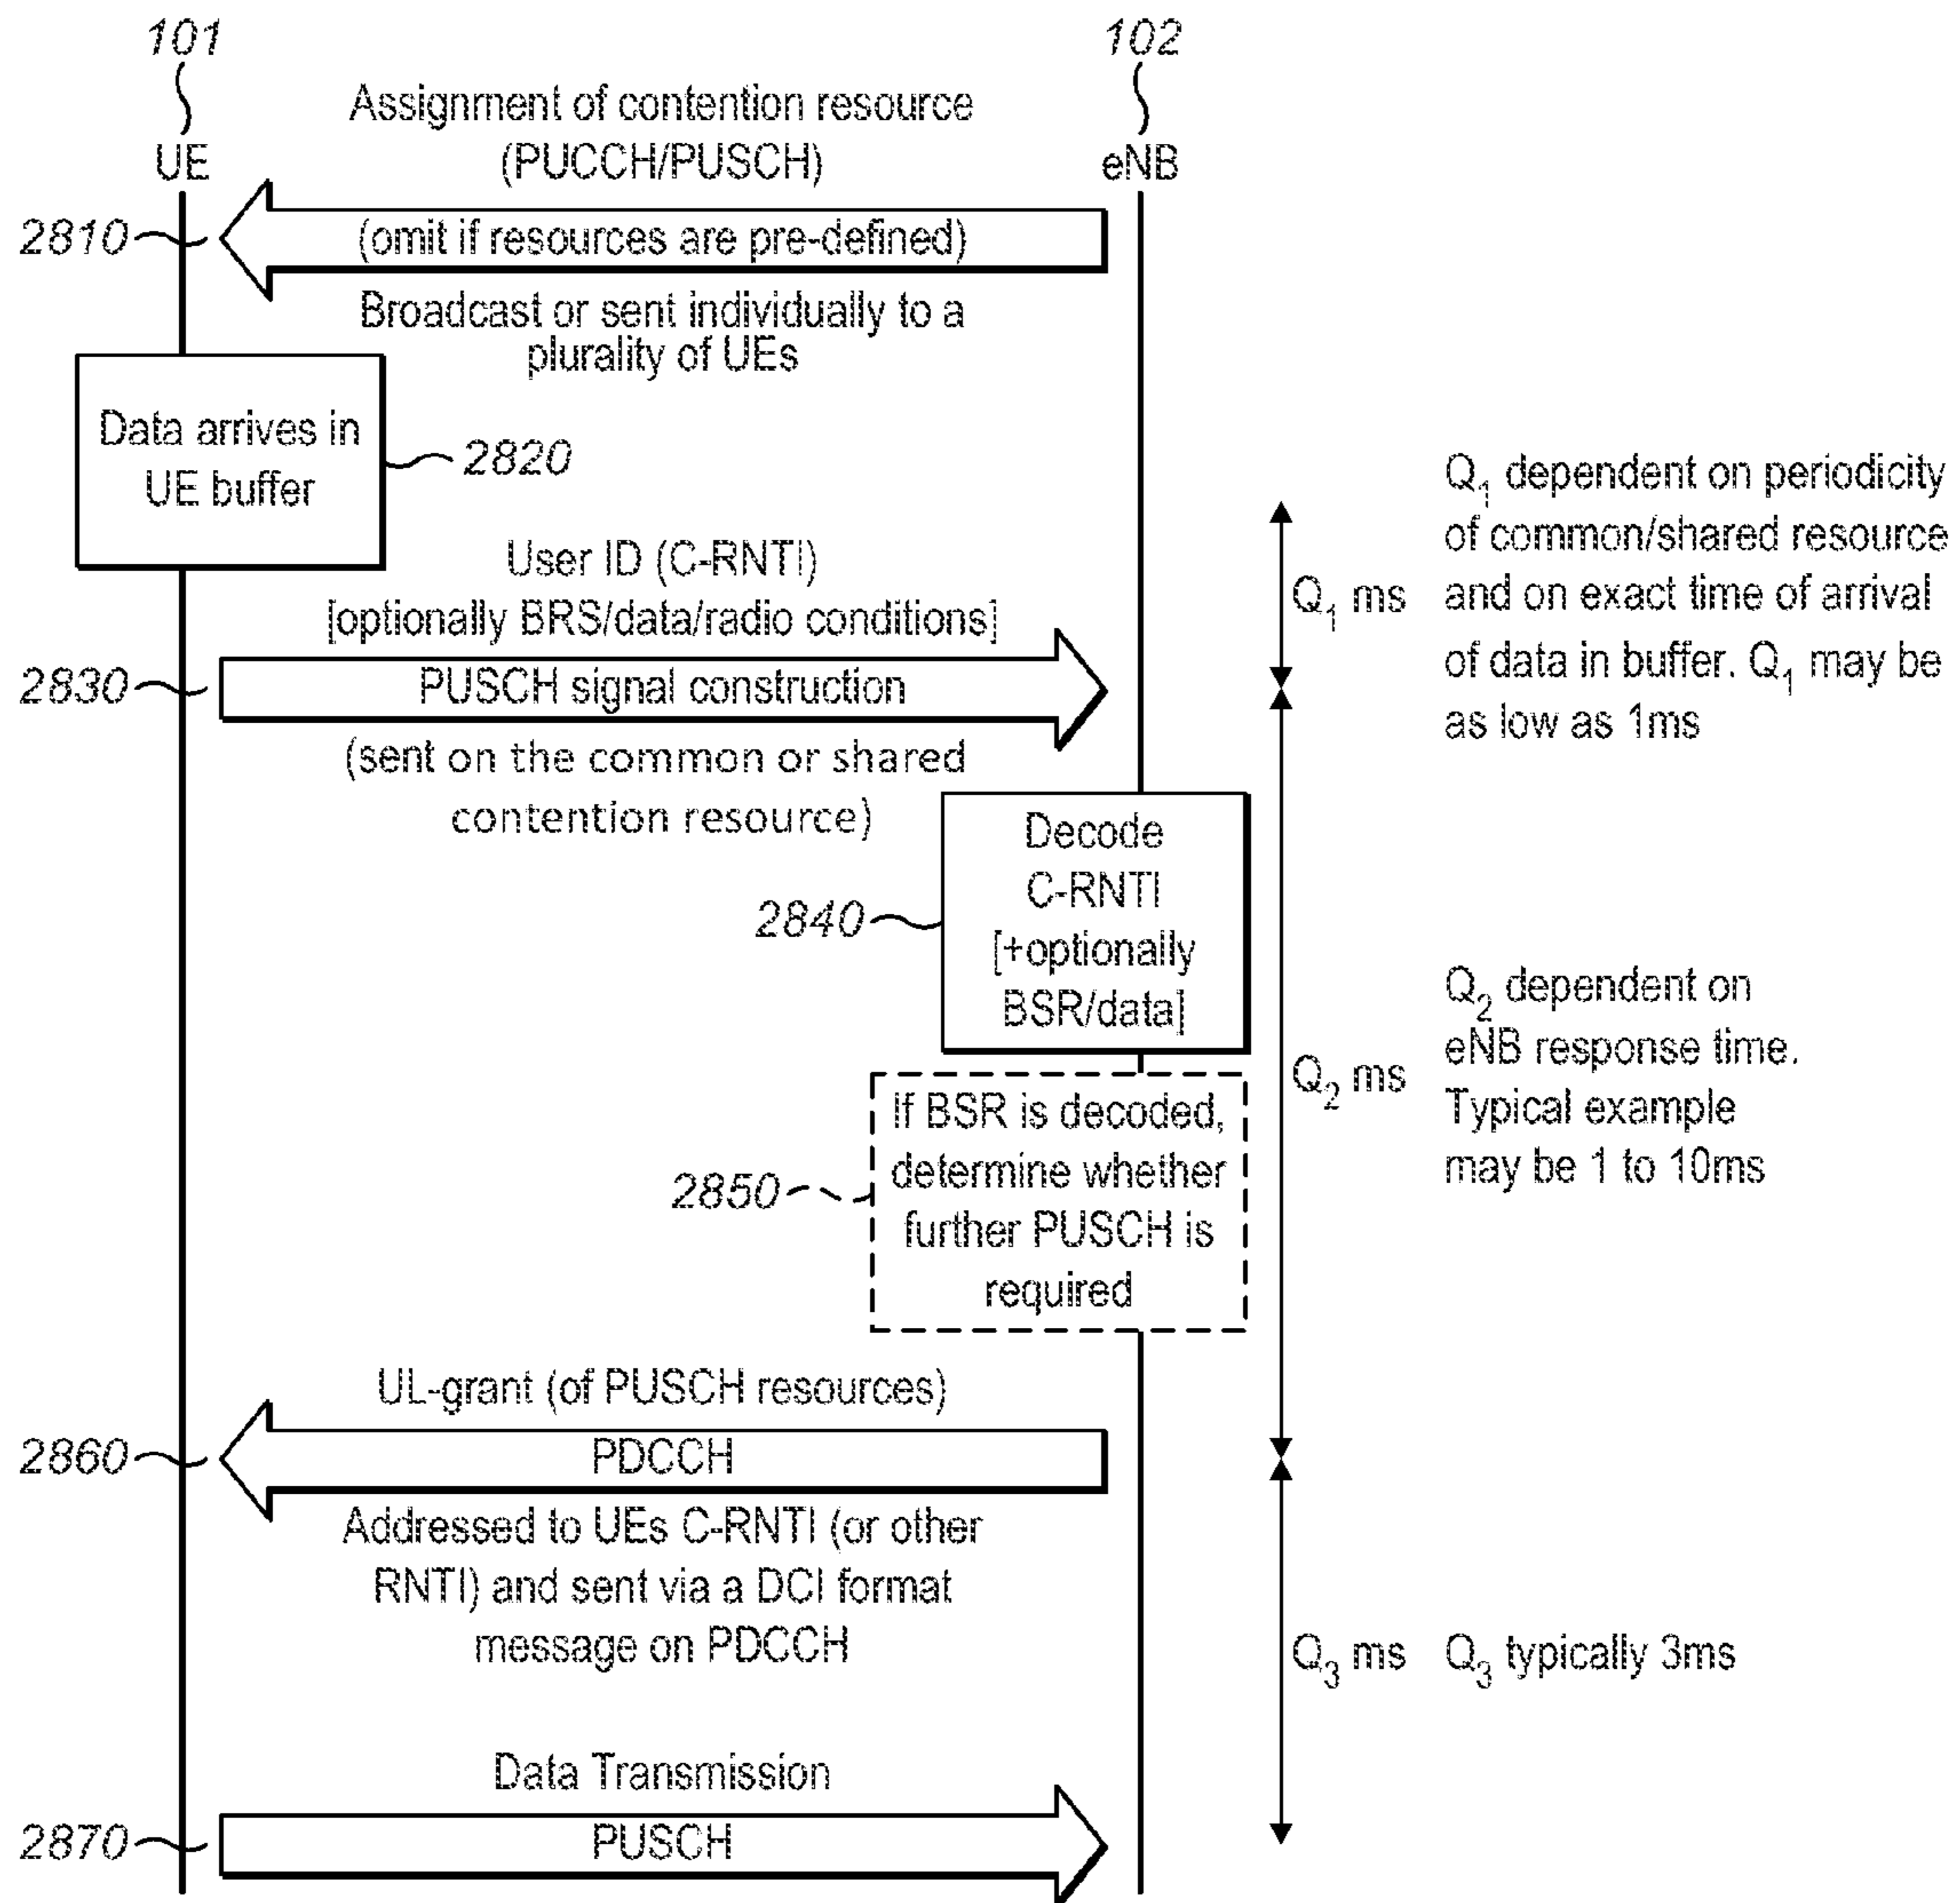 101
102
Assignment of contention resource
UE
(PUCCH/PUSCH)
eNB
2810
(omit if resources are pre-defined)
Broadcast or sent individually to a
plurality of UEs
Data arrives in
UE buffer
2820
User ID (C-RNTI)
[optionally BRS/data/radio conditions]
2830
PUSCH signal construction
(sent on the common or shared
contention resource)
Q1 ms
Q1 dependent on periodicity
of common/shared resource
and on exact time of arrival
of data in buffer. Q1 may be
as low as 1ms
2840
Decode
C-RNTI
[+optionally
BSR/data]
2850
If BSR is decoded,
determine whether
further PUSCH is
required
Q2 ms
Q2 dependent on
eNB response time.
Typical example
may be 1 to 10ms
UL-grant (of PUSCH resources)
2860
PDCCH
Addressed to UEs C-RNTI (or other
RNTI) and sent via a DCI format
message on PDCCH
Q3 ms
Q3 typically 3ms
Data Transmission
2870
PUSCH